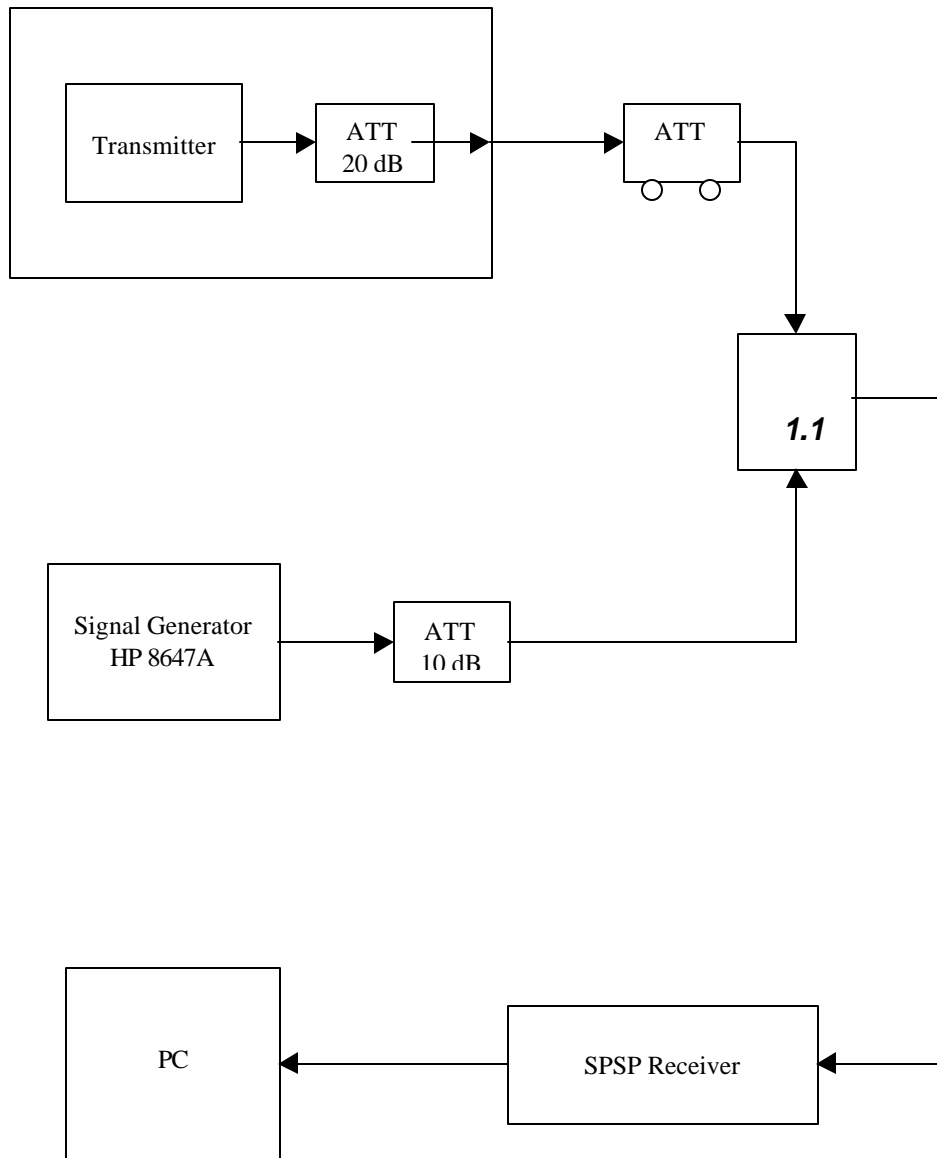 Transmitter
ATT
20 dB
ATT
1.1
Signal Generator
HP 8647A
ATT
10 dB
PC
SPSP Receiver